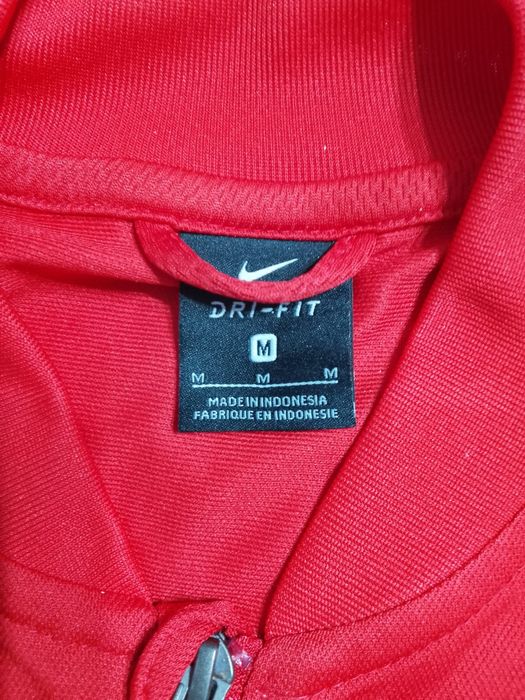 DRI-FIT
M
M M M
MADE IN INDONESIA
FABRIQUE EN INDONESIE